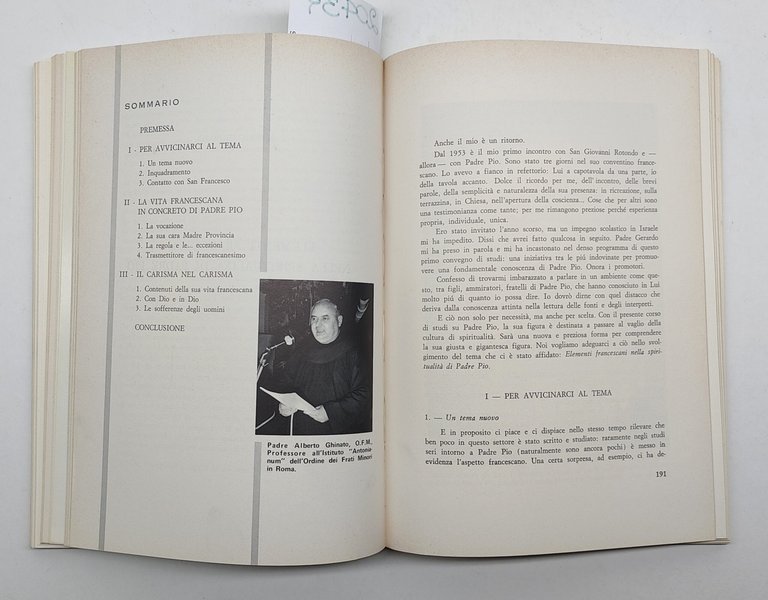 SOMMARIO
PREMESSA
I - PER AVVICINARCI AL TEMA
1. Un tema nuovo
2. Inquadramento
3. Contatto con San Francesco
II - LA VITA FRANCESCANA
IN CONCRETO DI PADRE PIO
1. La vocazione
2. La sua cara Madre Provincia
3. La regola e le... eccezioni
4. Trasmettitore di francescanesimo
III - IL CARISMA NEL CARISMA
1. Contenuti della sua vita francescana
2. Con Dio e in Dio
3. Le sofferenze degli uomini
CONCLUSIONE
Padre Alberto Ghinato, O.F.M.,
Professore all'Istituto "Antonia-
num" dell'Ordine dei Frati Minori
in Roma.
Anche il mio è un ritorno.
Dal 1953 è il mio primo incontro con San Giovanni Rotondo e —
allora — con Padre Pio. Sono stato tre giorni nel suo conventino france-
scano. Lo avevo a fianco in refettorio: Lui a capotavola da una parte, io
della tavola accanto. Dolce il ricordo per me, dell'incontro, delle brevi
parole, della semplicità e naturalezza della sua presenza: in ricreazione, sulla
terrazzina, in Chiesa, nell'apertura della coscienza... Cose che per altri sono
una testimonianza come tante; per me rimangono preziose perché esperienza
propria, individuale, unica.
Ero stato invitato l'anno scorso, ma un impegno scolastico in Israele
mi ha impedito. Dissi che avrei fatto qualcosa in seguito. Padre Gerardo
mi ha preso in parola e mi ha incastonato nel denso programma di questo
primo convegno di studi: una iniziativa tra le più indovinate per promuo-
vere una fondamentale conoscenza di Padre Pio. Onora i promotori.
Confesso di trovarmi imbarazzato a parlare in un ambiente come que-
sto, tra figli, ammiratori, fratelli di Padre Pio, che hanno conosciuto in Lui
molto più di quanto io possa dire. Io dovrò dirne con quel distacco che
deriva dalla conoscenza attinta nella lettura delle fonti e degli interpreti.
E ciò non solo per necessità, ma anche per scelta. Con il presente corso
di studi su Padre Pio, la sua figura è destinata a passare al vaglio della
cultura di spiritualità. Sarà una nuova e preziosa forma per comprendere
la sua giusta e gigantesca figura. Noi vogliamo adeguarci a ciò nello svol-
gimento del tema che ci è stato affidato: Elementi francescani nella spiri-
tualità di Padre Pio.
I — PER AVVICINARCI AL TEMA
1. — Un tema nuovo
E in proposito ci piace e ci dispiace nello stesso tempo rilevare che
ben poco in questo settore è stato scritto e studiato: raramente negli studi
seri intorno a Padre Pio (naturalmente sono ancora pochi) è messo in
evidenza l'aspetto francescano. Una certa sorpresa, ad esempio, ci ha de-
191